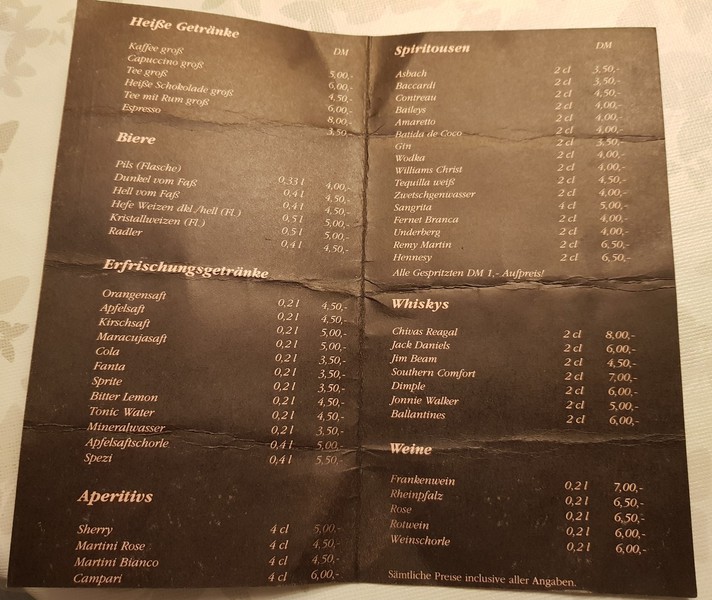 Heiße Getränke
DM
Kaffee groß 5,00,-
Capuccino groß 6,00,-
Tee groß 4,50,-
Heiße Schokolade groß 6,00,-
Tee mit Rum groß 8,00,-
Espresso 3,50
Biere
Pils (Flasche) 0,33 l 4,00,-
Dunkel vom Faß 0,4 l 4,50,-
Hell vom Faß 0,4 l 4,50,-
Hefe Weizen dkl./hell (Fl.) 0,5 l 5,00,-
Kristallweizen (Fl.) 0,5 l 5,00,-
Radler 0,4 l 4,50,-
Erfrischungsgetränke
Orangensaft 0,2 l 4,50,-
Apfelsaft 0,2 l 4,50,-
Kirschsaft 0,2 l 5,00,-
Maracujasaft 0,2 l 5,00,-
Cola 0,2 l 3,50,-
Fanta 0,2 l 3,50,-
Sprite 0,2 l 3,50,-
Bitter Lemon 0,2 l 4,50,-
Tonic Water 0,2 l 4,50,-
Mineralwasser 0,2 l 3,50,-
Apfelsaftschorle 0,4 l 5,00,-
Spezi 0,4 l 5,50,-
Aperitivs
Sherry 4 cl 5,00,-
Martini Rose 4 cl 4,50,-
Martini Bianco 4 cl 4,50,-
Campari 4 cl 6,00,-
Spiritousen
DM
Asbach 2 cl 3,50,-
Baccardi 2 cl 3,50,-
Contreau 2 cl 4,50,-
Baileys 2 cl 4,00,-
Amaretto 2 cl 4,00,-
Batida de Coco 2 cl 4,00,-
Gin 2 cl 3,50,-
Wodka 2 cl 4,00,-
Williams Christ 2 cl 4,00,-
Tequilla weiß 2 cl 4,50,-
Zwetschgenwasser 2 cl 4,00,-
Sangrita 4 cl 5,00,-
Fernet Branca 2 cl 4,00,-
Underberg 2 cl 4,00,-
Remy Martin 2 cl 6,50,-
Hennesy 2 cl 6,50,-
Alle Gespritzten DM 1,- Aufpreis!
Whiskys
Chivas Reagal 2 cl 8,00,-
Jack Daniels 2 cl 6,00,-
Jim Beam 2 cl 4,50,-
Southern Comfort 2 cl 7,00,-
Dimple 2 cl 6,00,-
Jonnie Walker 2 cl 5,00,-
Ballantines 2 cl 6,00,-
Weine
Frankenwein 0,2 l 7,00,-
Rheinpfalz 0,2 l 6,50,-
Rose 0,2 l 6,50,-
Rotwein 0,2 l 6,00,-
Weinschorle 0,2 l 6,00,-
Sämtliche Preise inclusive aller Angaben.